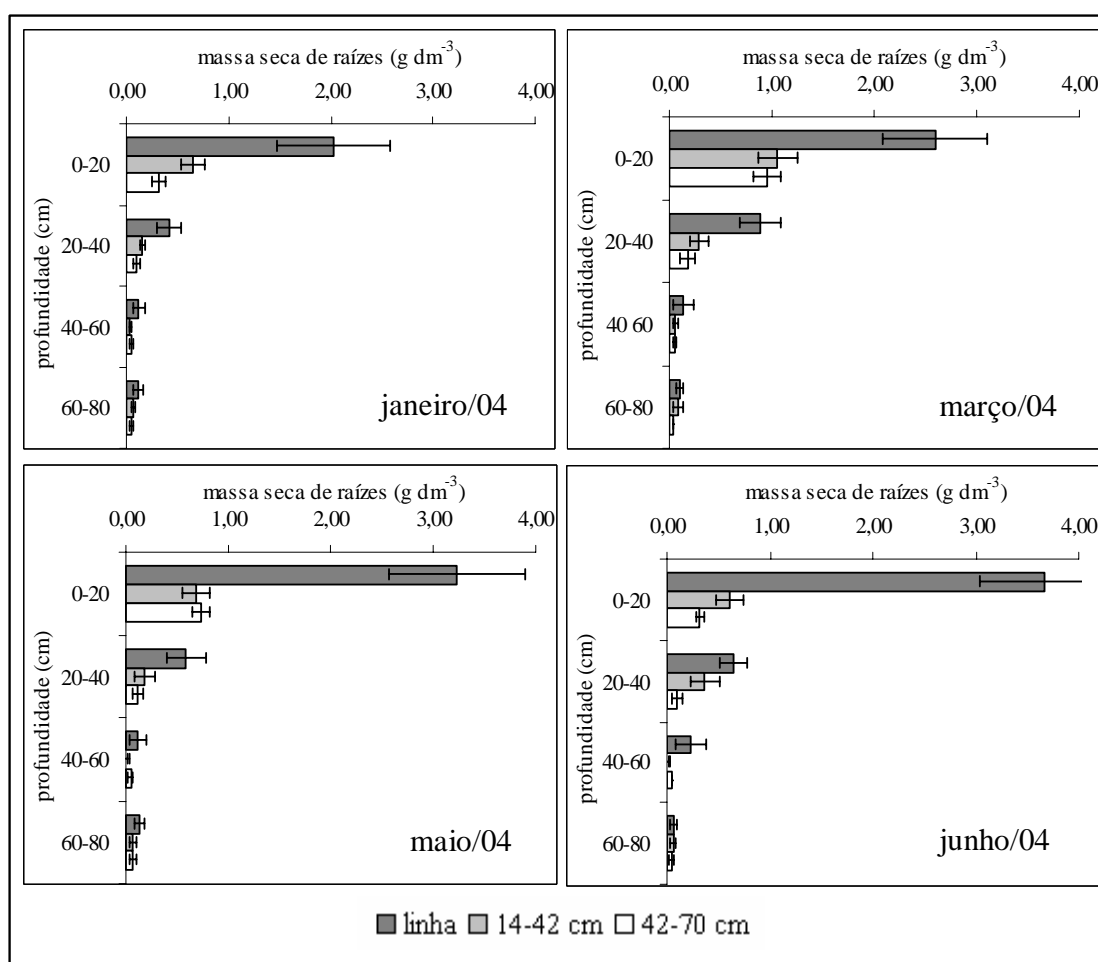 massa seca de raízes (g dm-3)
0,00 1,00 2,00 3,00 4,00
profundidade (cm)
0-20
20-40
40-60
60-80
janeiro/04
massa seca de raízes (g dm-3)
0,00 1,00 2,00 3,00 4,00
profundidade (cm)
0-20
20-40
40 60
60-80
março/04
massa seca de raízes (g dm-3)
0,00 1,00 2,00 3,00 4,00
profundidade (cm)
0-20
20-40
40-60
60-80
maio/04
massa seca de raízes (g dm-3)
0,00 1,00 2,00 3,00 4,00
profundidade (cm)
0-20
20-40
40-60
60-80
junho/04
linha 14-42 cm 42-70 cm